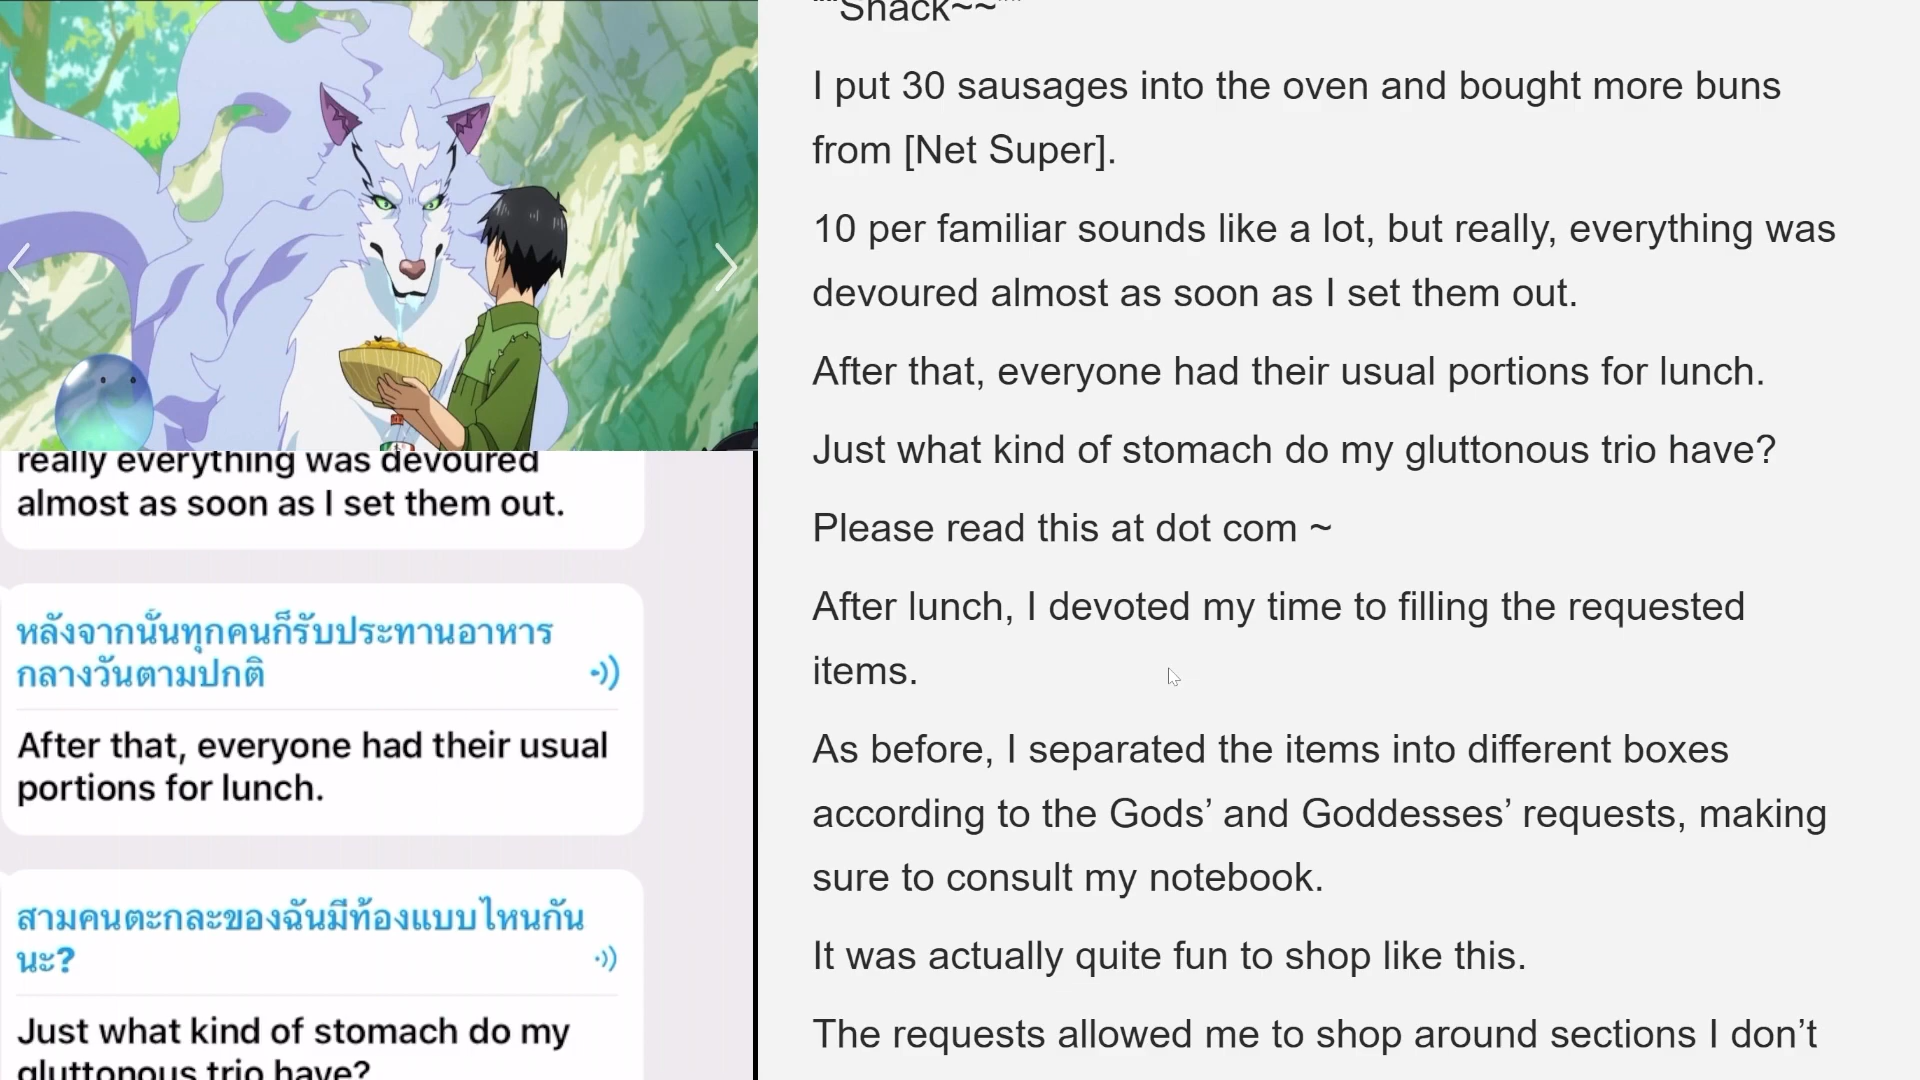 really everything was devoured
almost as soon as I set them out.
หลังจากนั้นทุกคนก็รับประทานอาหาร
กลางวันตามปกติ
After that, everyone had their usual
portions for lunch.
สามคนตะกละของฉันมีท้องแบบไหนกัน
นะ?
Just what kind of stomach do my
gluttonous trio have?
""Snack~~""
I put 30 sausages into the oven and bought more buns
from [Net Super].
10 per familiar sounds like a lot, but really, everything was
devoured almost as soon as I set them out.
After that, everyone had their usual portions for lunch.
Just what kind of stomach do my gluttonous trio have?
Please read this at dot com ~
After lunch, I devoted my time to filling the requested
items.
As before, I separated the items into different boxes
according to the Gods’ and Goddesses’ requests, making
sure to consult my notebook.
It was actually quite fun to shop like this.
The requests allowed me to shop around sections I don’t